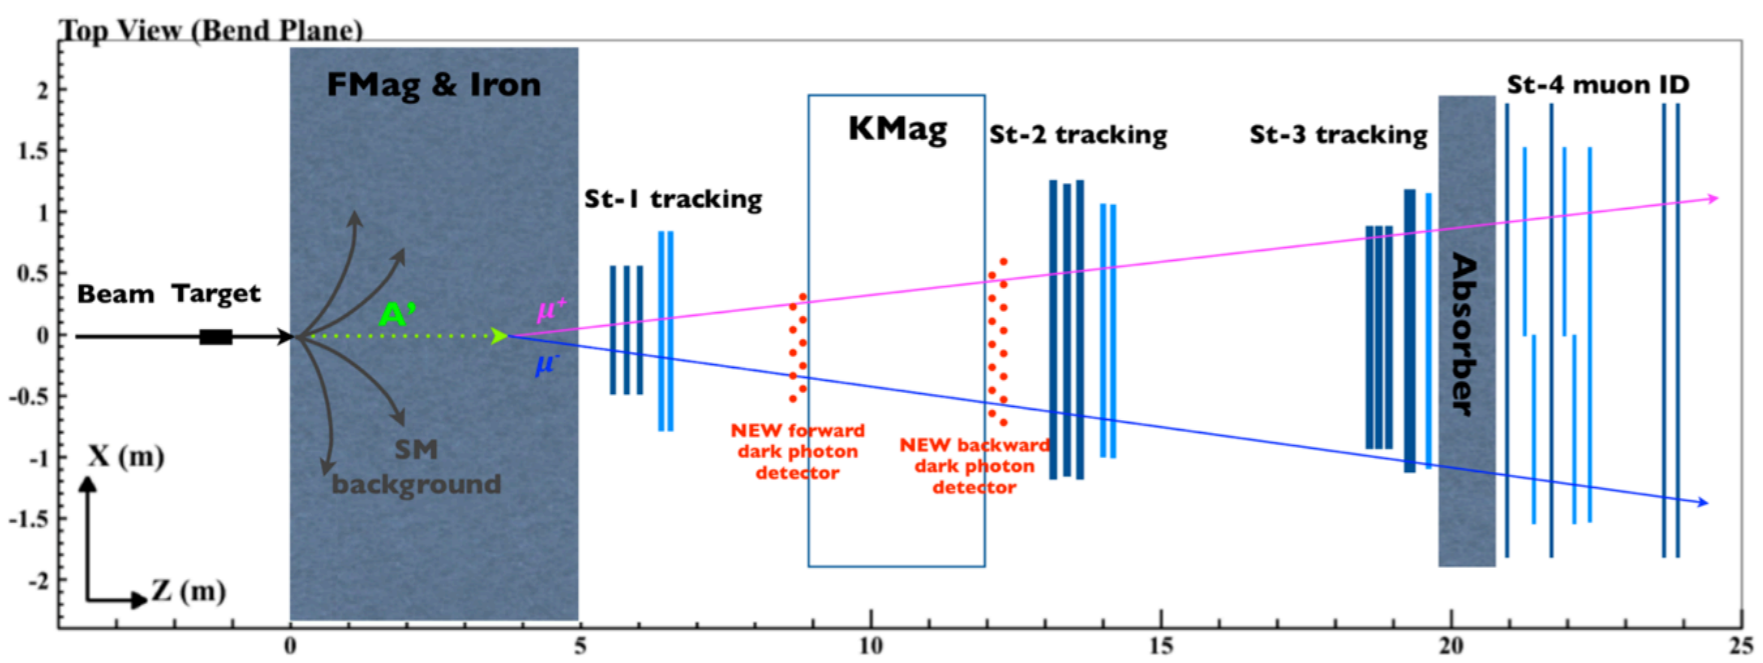 Top View (Bend Plane)
FMag & Iron
St-4 muon ID
KMag
St-2 tracking
St-3 tracking
St-1 tracking
Beam Target
A'
μ+
μ-
Absorber
SM
background
NEW forward
dark photon
detector
NEW backward
dark photon
detector
X (m)
Z (m)
2
1.5
1
0.5
0
-0.5
-1
-1.5
-2
0
5
10
15
20
25